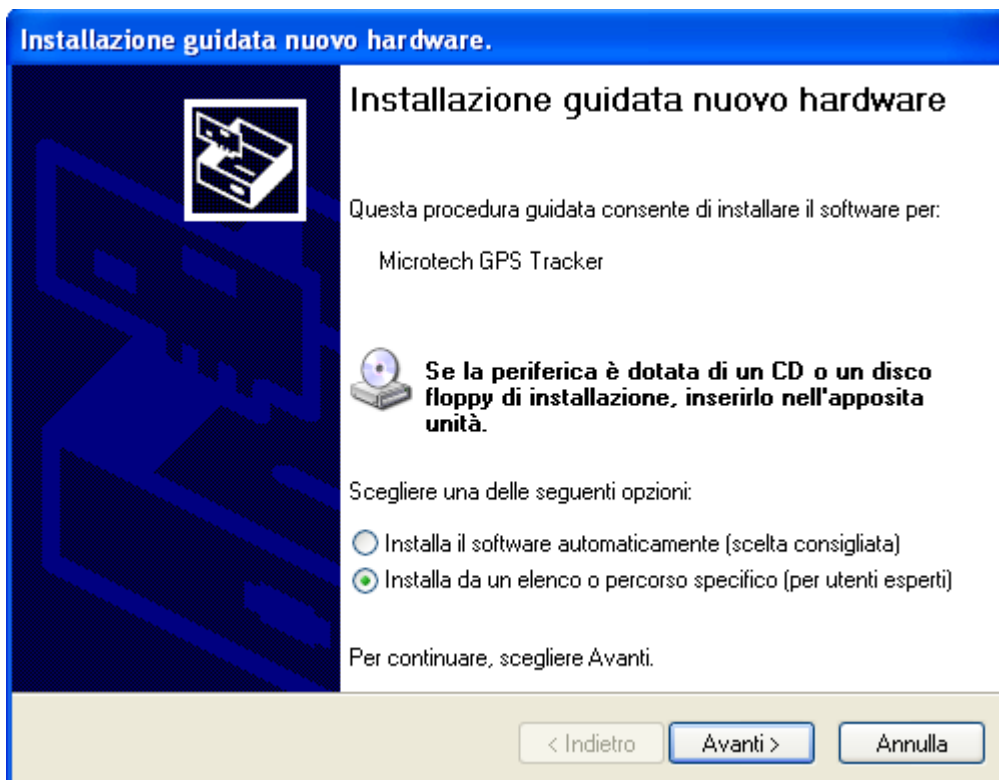 Installazione guidata nuovo hardware.
Installazione guidata nuovo hardware
Questa procedura guidata consente di installare il software per:
Microtech GPS Tracker
Se la periferica è dotata di un CD o un disco
floppy di installazione, inserirlo nell'apposita
unità.
Scegliere una delle seguenti opzioni:
Installa il software automaticamente (scelta consigliata)
Installa da un elenco o percorso specifico (per utenti esperti)
Per continuare, scegliere Avanti.
< Indietro
Avanti >
Annulla